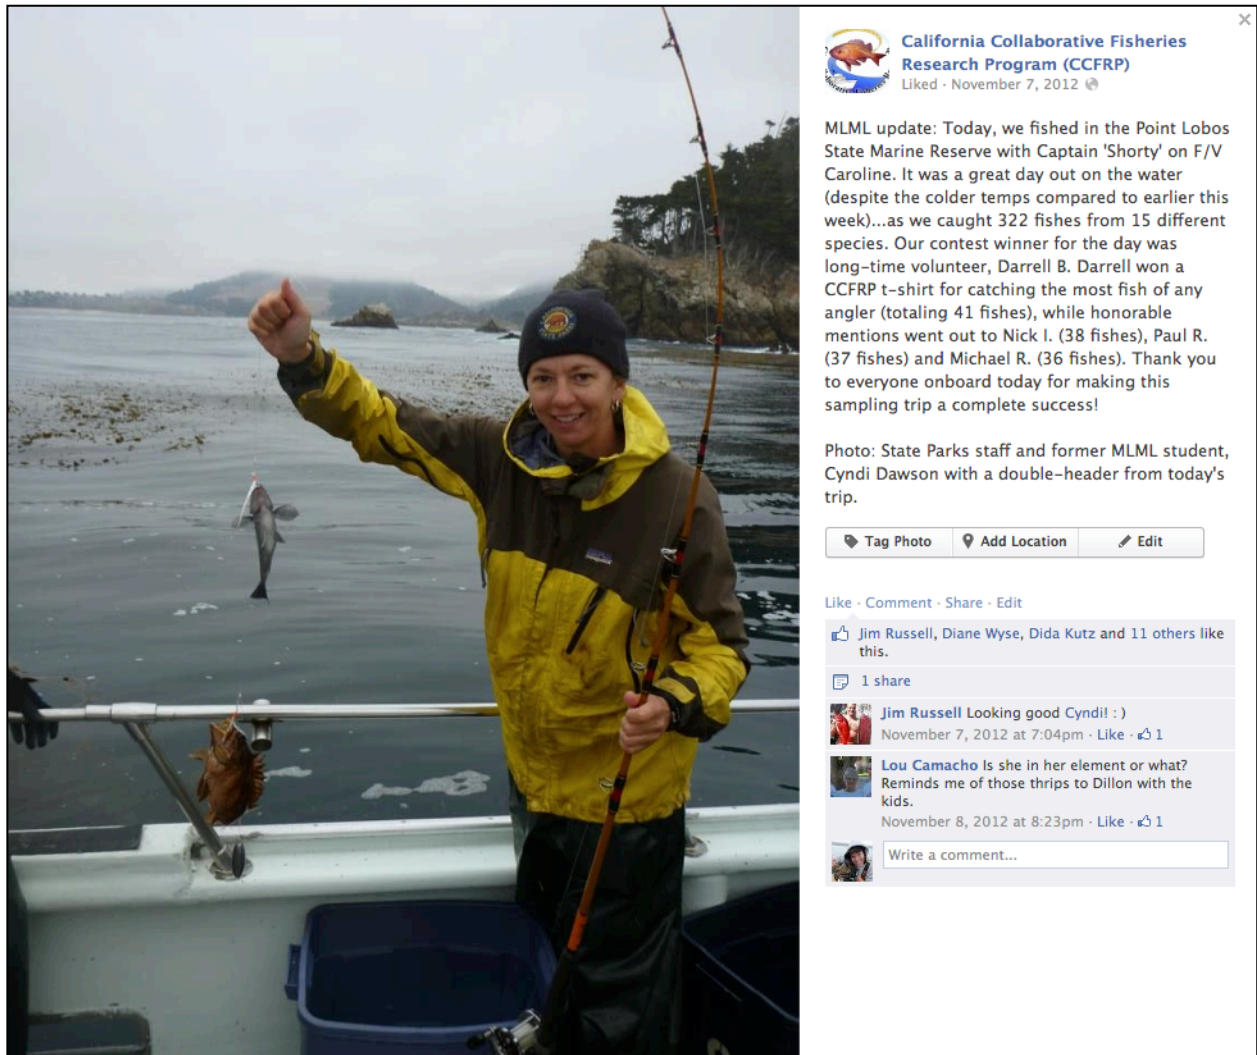 California Collaborative Fisheries
Research Program (CCFRP)
Liked · November 7, 2012
MLML update: Today, we fished in the Point Lobos
State Marine Reserve with Captain 'Shorty' on F/V
Caroline. It was a great day out on the water
(despite the colder temps compared to earlier this
week)...as we caught 322 fishes from 15 different
species. Our contest winner for the day was
long-time volunteer, Darrell B. Darrell won a
CCFRP t-shirt for catching the most fish of any
angler (totaling 41 fishes), while honorable
mentions went out to Nick I. (38 fishes), Paul R.
(37 fishes) and Michael R. (36 fishes). Thank you
to everyone onboard today for making this
sampling trip a complete success!
Photo: State Parks staff and former MLML student,
Cyndi Dawson with a double-header from today's
trip.
Tag Photo Add Location Edit
Like · Comment · Share · Edit
Jim Russell, Diane Wyse, Dida Kutz and 11 others like
this.
1 share
Jim Russell Looking good Cyndi! : )
November 7, 2012 at 7:04pm · Like · 1
Lou Camacho Is she in her element or what?
Reminds me of those thrips to Dillon with the
kids.
November 8, 2012 at 8:23pm · Like · 1
Write a comment...